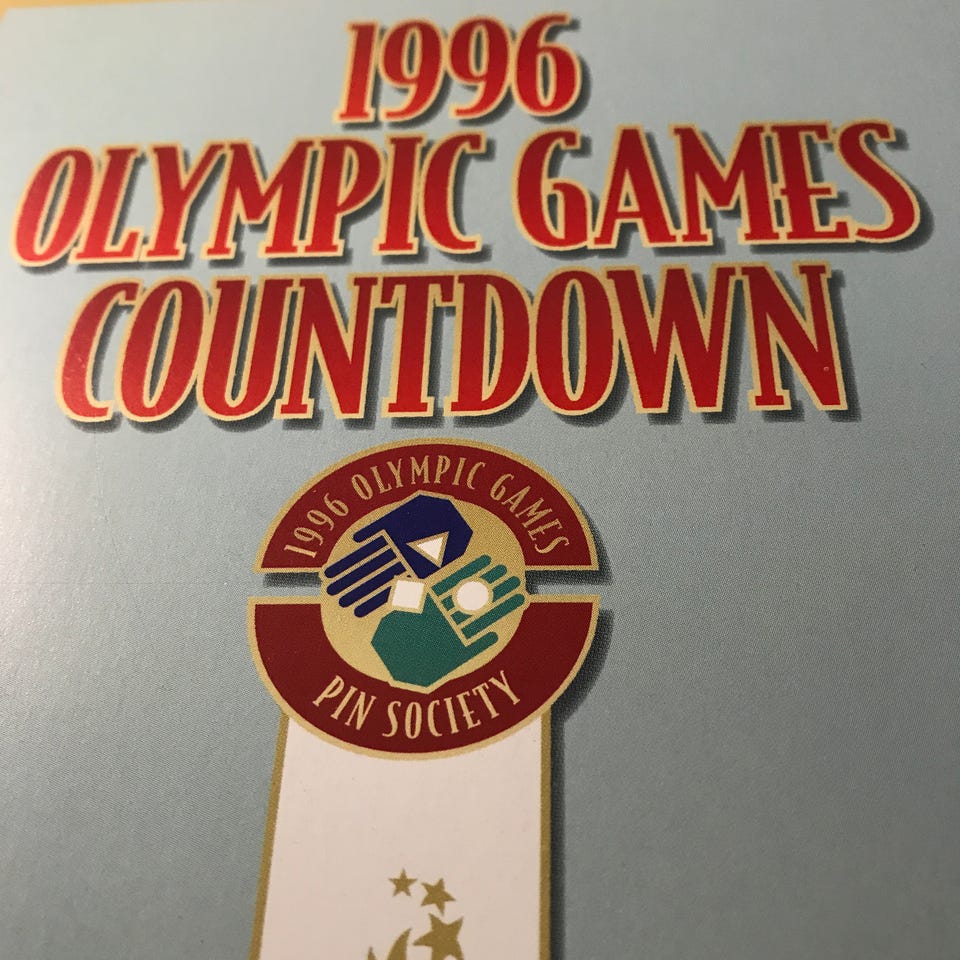 1996
OLYMPIC GAMES
COUNTDOWN
1996 OLYMPIC GAMES
PIN SOCIETY